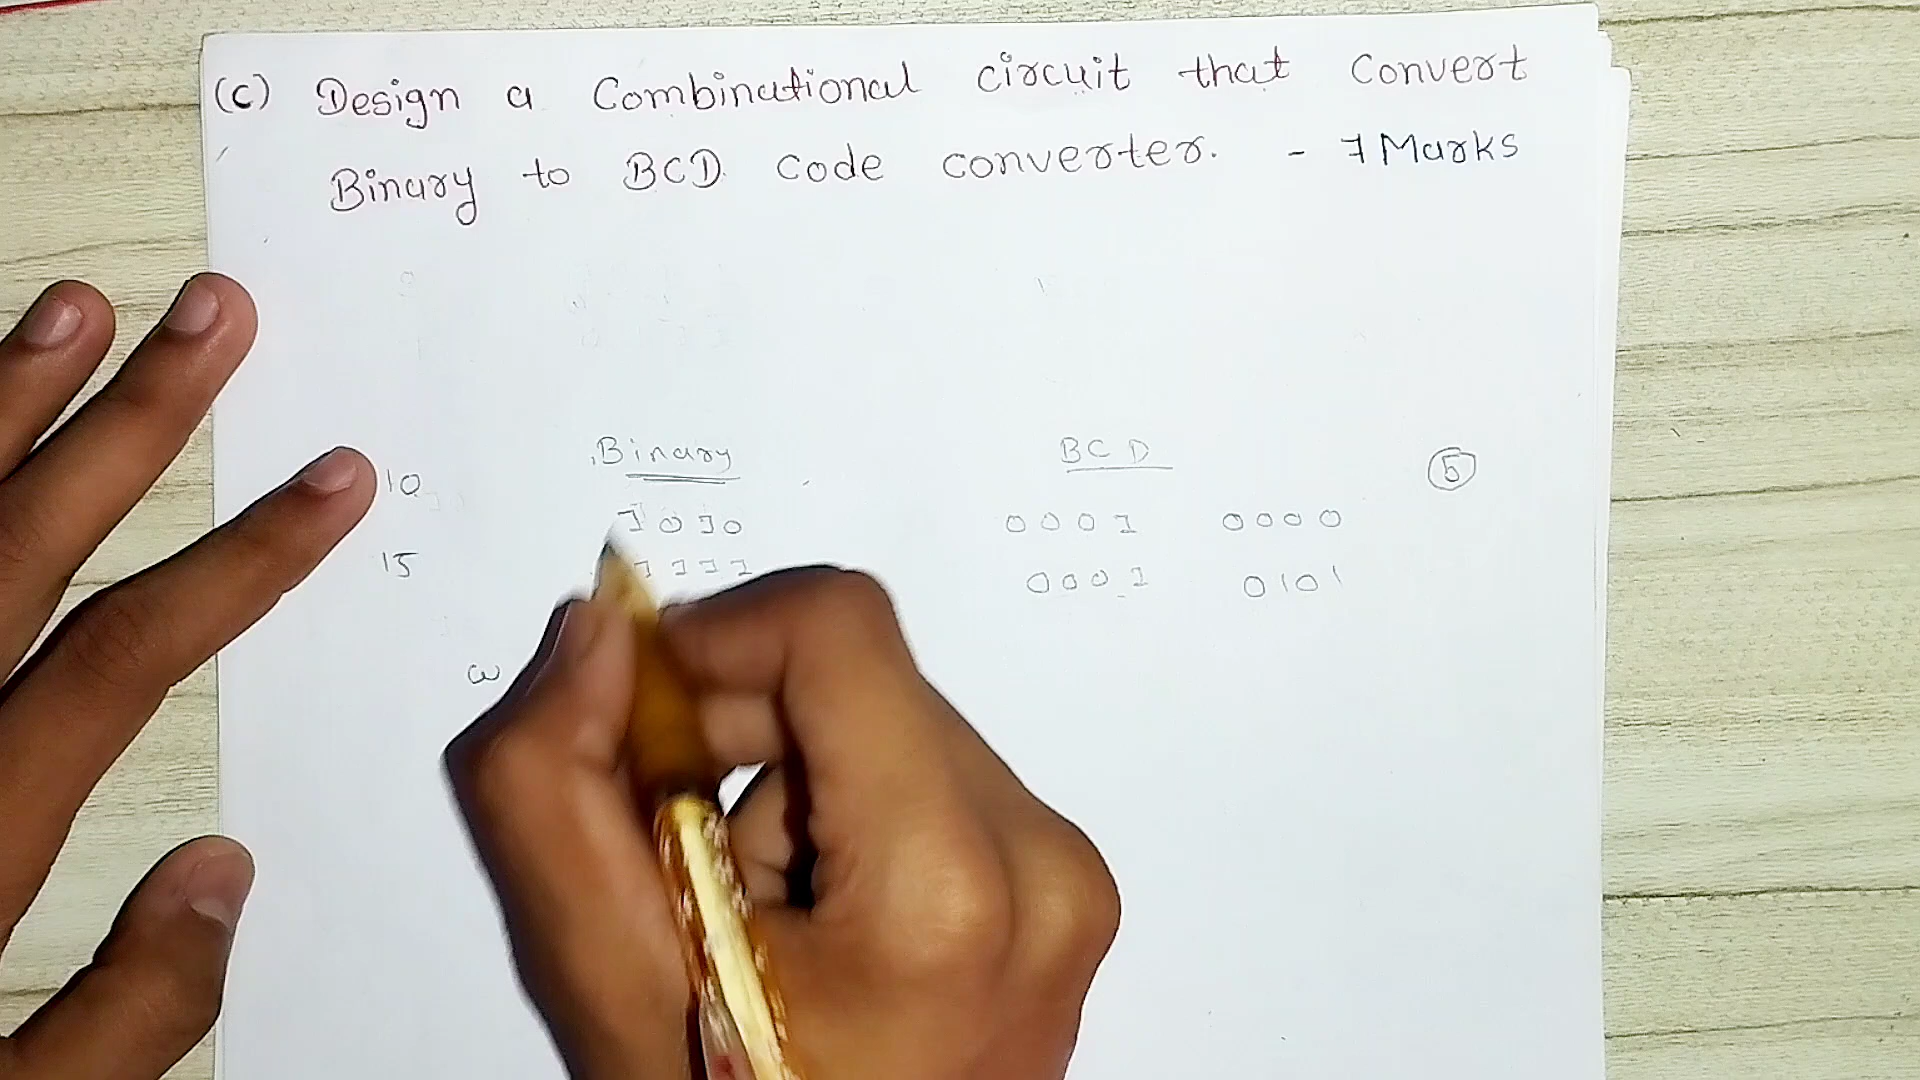 (C) Design a Combinational circuit that Convert
Binary to BCD Code converter. - 7 Marks
Binary BCD 5
10 1010 0001 0000
15 1111 0001 0101
w